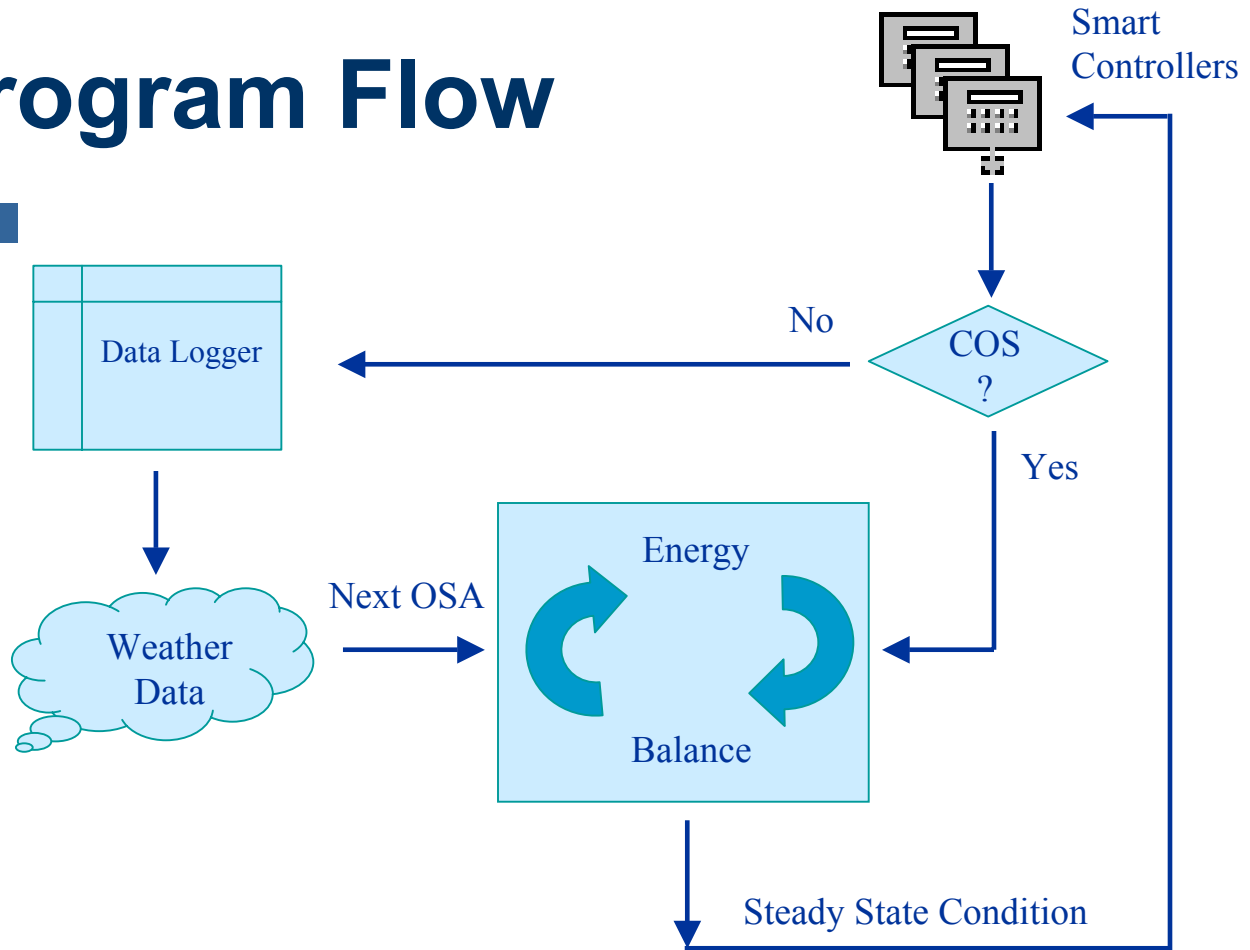 rogram Flow
Smart
Controllers
No
COS
?
Data Logger
Yes
Energy
Next OSA
Weather
Data
Balance
Steady State Condition